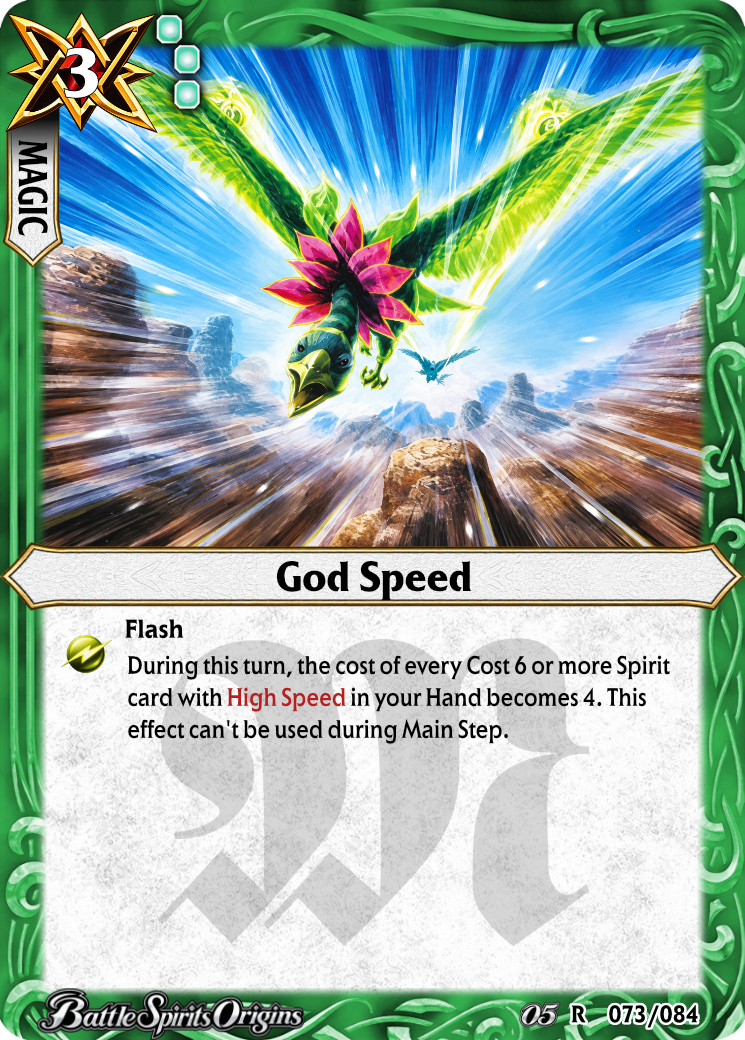 3
MAGIC
God Speed
Flash
During this turn, the cost of every Cost 6 or more Spirit
card with High Speed in your Hand becomes 4. This
effect can't be used during Main Step.
Battle Spirits Origins
05 R 073/084